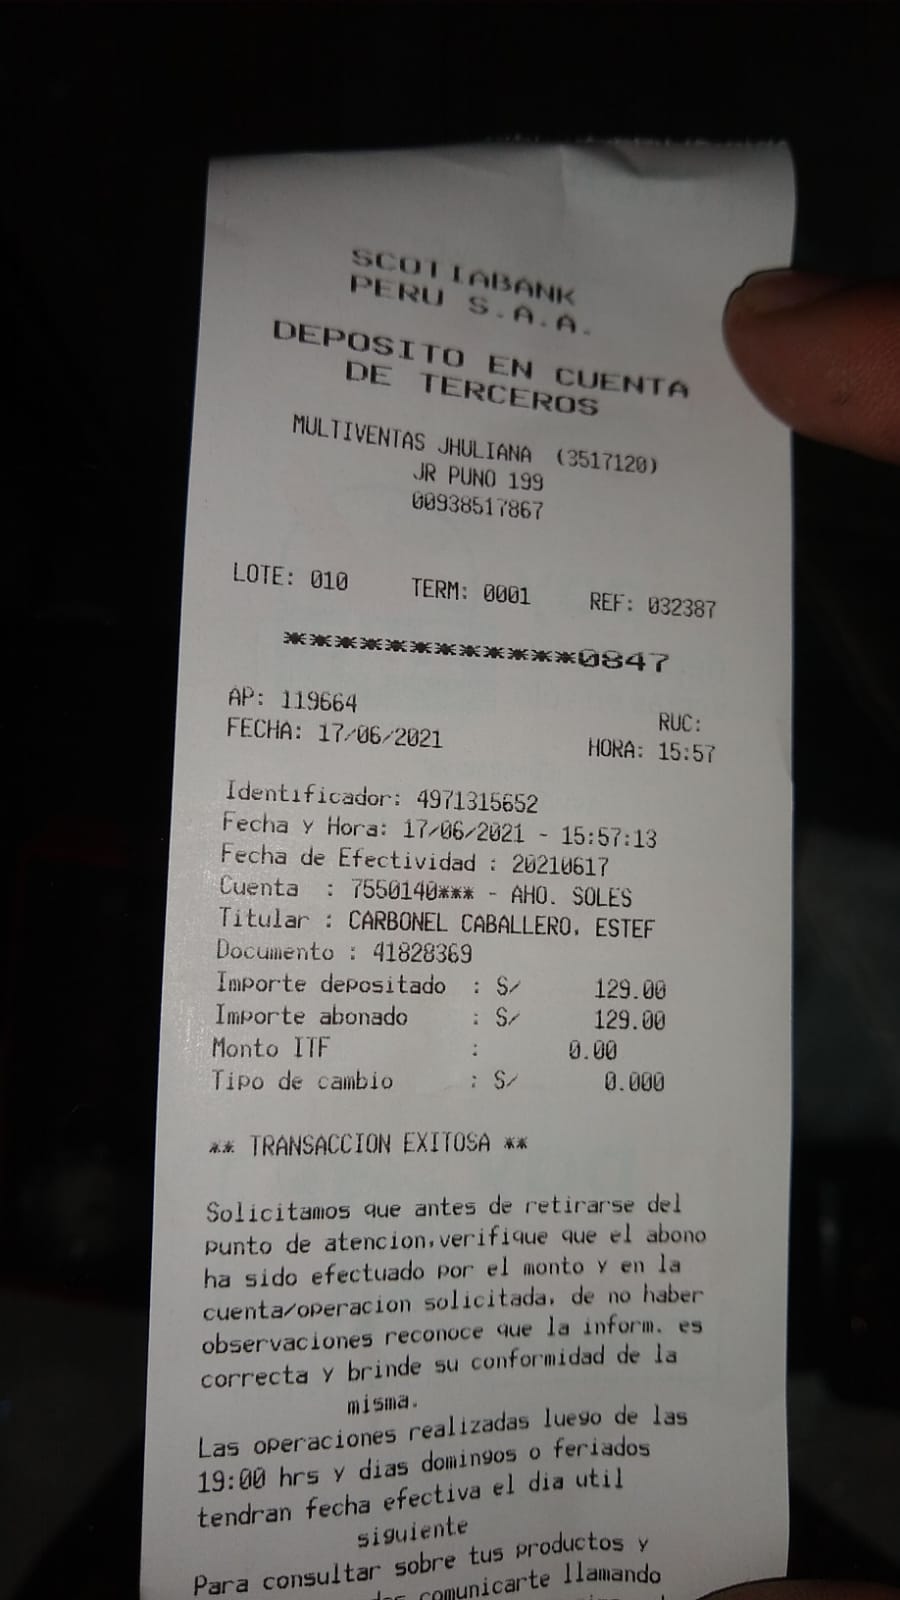 SCOTIABANK
PERU S.A.A.
DEPOSITO EN CUENTA
DE TERCEROS
MULTIVENTAS JHULIANA (3517120)
JR PUNO 199
00938517867
LOTE: 010 TERM: 0001 REF: 032387
************0847
AP: 119664 RUC:
FECHA: 17/06/2021 HORA: 15:57
Identificador: 4971315652
Fecha y Hora: 17/06/2021 - 15:57:13
Fecha de Efectividad : 20210617
Cuenta : 7550140*** - AHO. SOLES
Titular : CARBONEL CABALLERO, ESTEF
Documento : 41828369
Importe depositado : S/ 129.00
Importe abonado : S/ 129.00
Monto ITF : 0.00
Tipo de cambio : S/ 0.000
** TRANSACCION EXITOSA **
Solicitamos que antes de retirarse del
punto de atencion,verifique que el abono
ha sido efectuado por el monto y en la
cuenta/operacion solicitada, de no haber
observaciones reconoce que la inform. es
correcta y brinde su conformidad de la
misma.
Las operaciones realizadas luego de las
19:00 hrs y dias domingos o feriados
tendran fecha efectiva el dia util
siguiente
Para consultar sobre tus productos y
comunicarte llamando